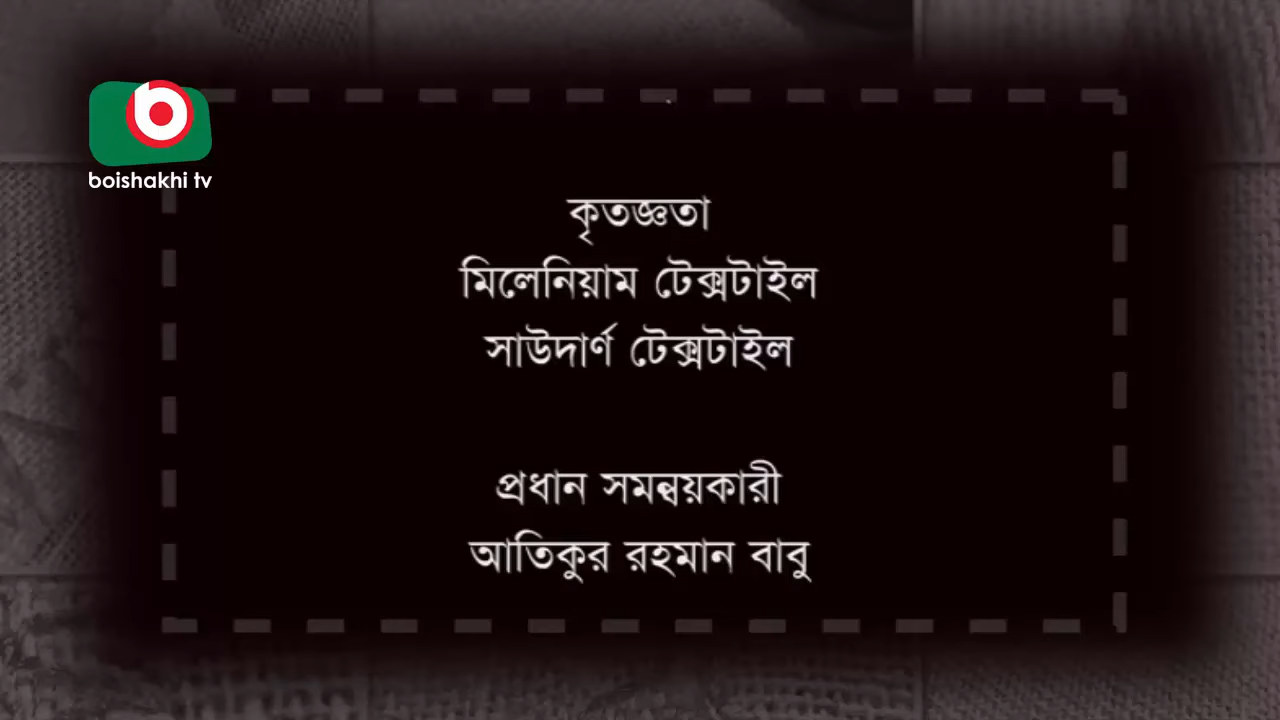 boishakhi tv
কৃতজ্ঞতা
মিলেনিয়াম টেক্সটাইল
সাউদার্ণ টেক্সটাইল
প্রধান সমন্বয়কারী
আতিকুর রহমান বাবু